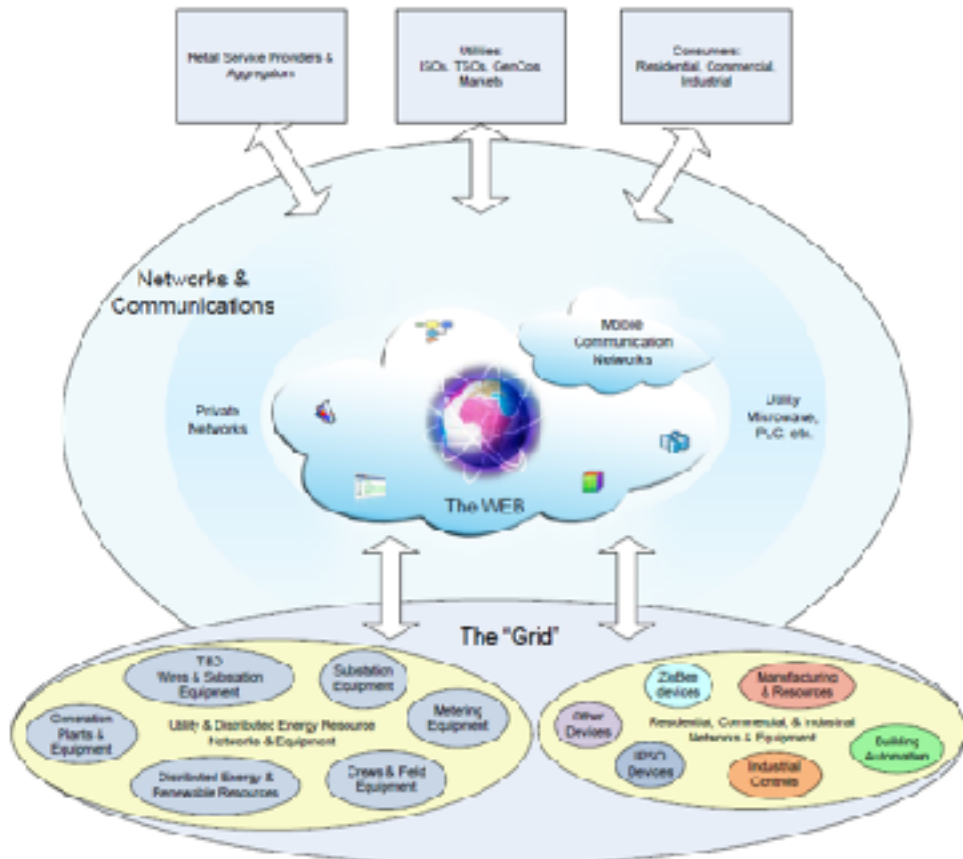 Retail Service Providers &
Aggregators
Utilities:
ISOs, TSOs, GenCos
Markets
Consumers:
Residential, Commercial,
Industrial
Networks &
Communications
Mobile
Communication
Networks
Private
Networks
Utility
Microwave,
PLC, etc.
The WEB
The "Grid"
T&D
Wires & Substation
Equipment
Substation
Equipment
Metering
Equipment
Generation
Plants &
Equipment
Utility & Distributed Energy Resource
Networks & Equipment
Distributed Energy &
Renewable Resources
Crews & Field
Equipment
ZigBee
devices
Manufacturing
& Resources
Other
Devices
Residential, Commercial, & Industrial
Networks & Equipment
Building
Automation
Devices
Industrial
Controls